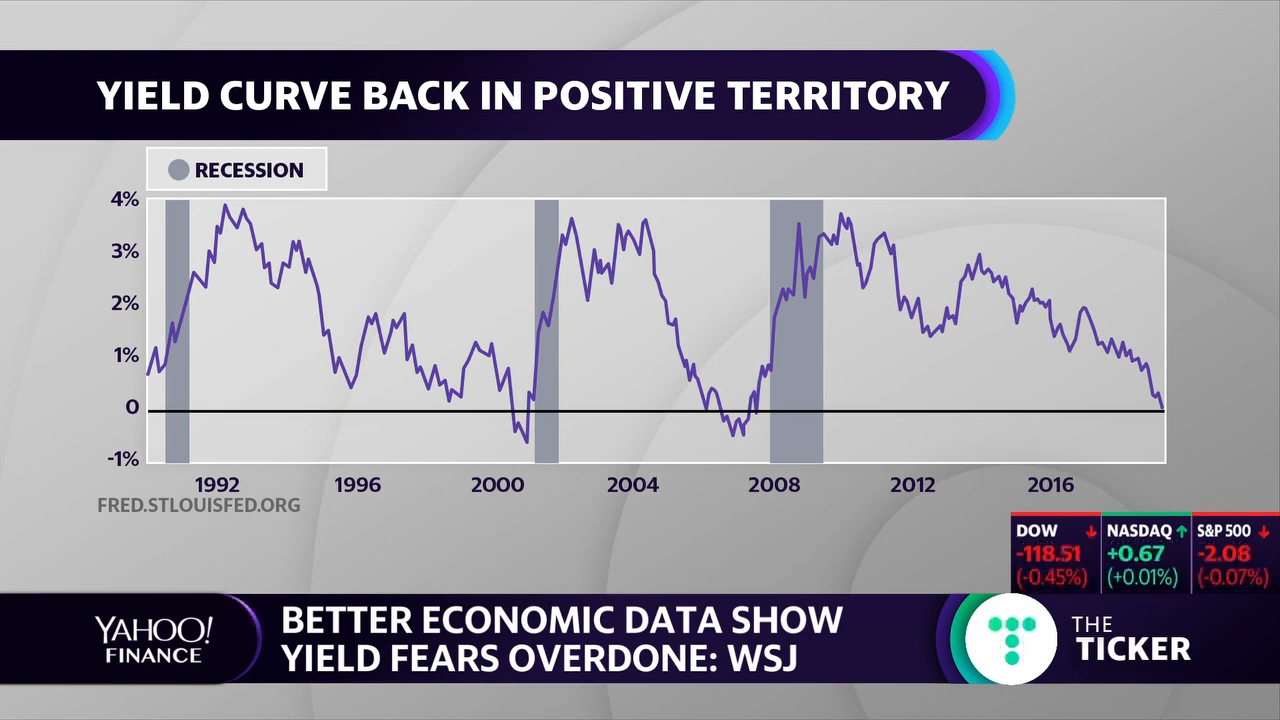 YIELD CURVE BACK IN POSITIVE TERRITORY
RECESSION
4%
3%
2%
1%
0
-1%
1992 1996 2000 2004 2008 2012 2016
FRED.STLOUISFED.ORG
DOW NASDAQ S&P 500
-118.51 +0.67 -2.08
(-0.45%) (+0.01%) (-0.07%)
YAHOO!
FINANCE
BETTER ECONOMIC DATA SHOW
YIELD FEARS OVERDONE: WSJ
THE
TICKER